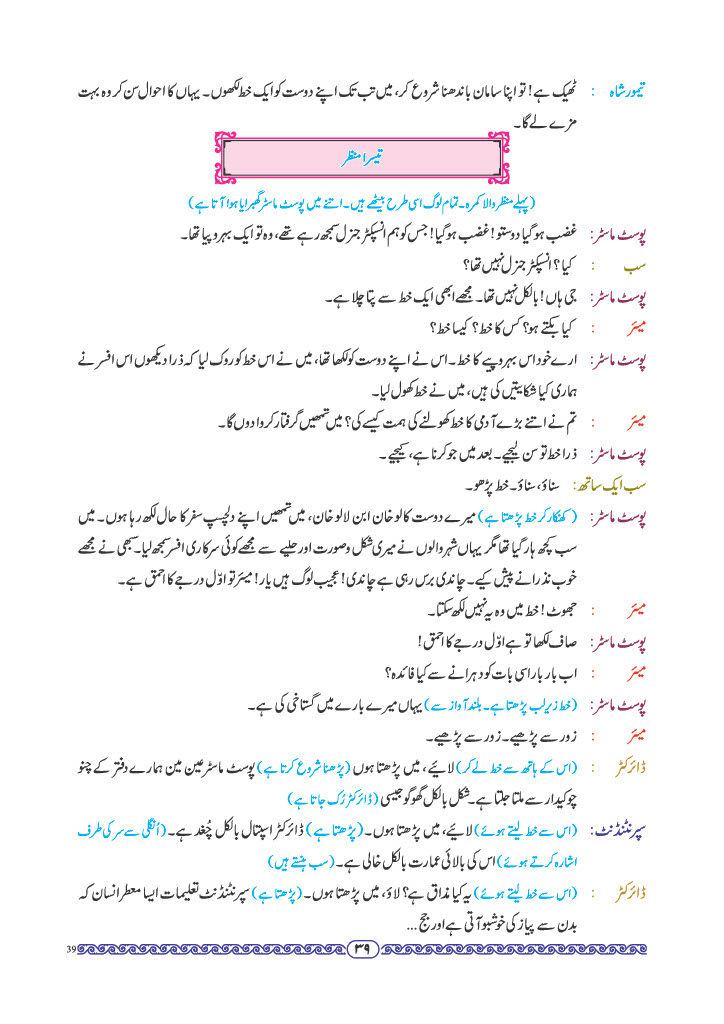 تیمور شاہ : ٹھیک ہے! تو اپنا سامان باندھنا شروع کر، میں تب تک اپنے دوست کو ایک خط لکھوں۔ یہاں کا احوال سن کر وہ بہت
مزے لے گا۔
تیسرا منظر
(پہلے منظر والا کمرہ۔ تمام لوگ اسی طرح بیٹھے ہیں۔ اتنے میں پوسٹ ماسٹر گھبرایا ہوا آتا ہے)
پوسٹ ماسٹر: غضب ہو گیا دوستو! غضب ہو گیا! جس کو ہم انسپکٹر جنرل سمجھ رہے تھے، وہ تو ایک بہروپیا تھا۔
سب : کیا؟ انسپکٹر جنرل نہیں تھا؟
پوسٹ ماسٹر: جی ہاں! بالکل نہیں تھا۔ مجھے ابھی ایک خط سے پتا چلا ہے۔
میئر : کیا بکتے ہو؟ کس کا خط؟ کیسا خط؟
پوسٹ ماسٹر: ارے خود اس بہروپیے کا خط۔ اس نے اپنے دوست کو لکھا تھا، میں نے اس خط کو روک لیا کہ ذرا دیکھوں اس افسر نے
ہماری کیا شکایتیں کی ہیں، میں نے خط کھول لیا۔
میئر : تم نے اتنے بڑے آدمی کا خط کھولنے کی ہمت کیسے کی؟ میں تمھیں گرفتار کروا دوں گا۔
پوسٹ ماسٹر: ذرا خط تو سن لیجیے۔ بعد میں جو کرنا ہے، کیجیے۔
سب ایک ساتھ: سناؤ، سناؤ۔ خط پڑھو۔
پوسٹ ماسٹر: (کھنکار کر خط پڑھتا ہے) میرے دوست کالو خان ابن لالو خان، میں تمھیں اپنے دلچسپ سفر کا حال لکھ رہا ہوں۔ میں
سب کچھ ہار گیا تھا مگر یہاں شہر والوں نے میری شکل و صورت اور حلیے سے مجھے کوئی سرکاری افسر سمجھ لیا۔ سبھی نے مجھے
خوب نذرانے پیش کیے۔ چاندی برس رہی ہے چاندی! عجیب لوگ ہیں یار! میئر تو اوّل درجے کا احمق ہے۔
میئر : جھوٹ! خط میں وہ یہ نہیں لکھ سکتا۔
پوسٹ ماسٹر: صاف لکھا تو ہے اوّل درجے کا احمق!
میئر : اب بار بار اسی بات کو دہرانے سے کیا فائدہ؟
پوسٹ ماسٹر: (خط زیرِ لب پڑھتا ہے۔ بلند آواز سے) یہاں میرے بارے میں گستاخی کی ہے۔
میئر : زور سے پڑھیے۔ زور سے پڑھیے۔
ڈائرکٹر : (اس کے ہاتھ سے خط لے کر) لائیے، میں پڑھتا ہوں (پڑھنا شروع کرتا ہے) پوسٹ ماسٹر عین مین ہمارے دفتر کے چنو
چوکیدار سے ملتا جلتا ہے۔ شکل بالکل گھوگو جیسی (ڈائرکٹر رُک جاتا ہے)
سپرنٹنڈنٹ: (اس سے خط لیتے ہوئے) لائیے، میں پڑھتا ہوں۔ (پڑھتا ہے) ڈائرکٹر اسپتال بالکل چُغد ہے۔ (اُنگلی سے سر کی طرف
اشارہ کرتے ہوئے) اس کی بالائی عمارت بالکل خالی ہے۔ (سب ہنستے ہیں)
ڈائرکٹر : (اس سے خط لیتے ہوئے) یہ کیا مذاق ہے؟ لاؤ، میں پڑھتا ہوں۔ (پڑھتا ہے) سپرنٹنڈنٹ تعلیمات ایسا معطر انسان کہ
بدن سے پیاز کی خوشبو آتی ہے اور جج ...
39 ۳۹